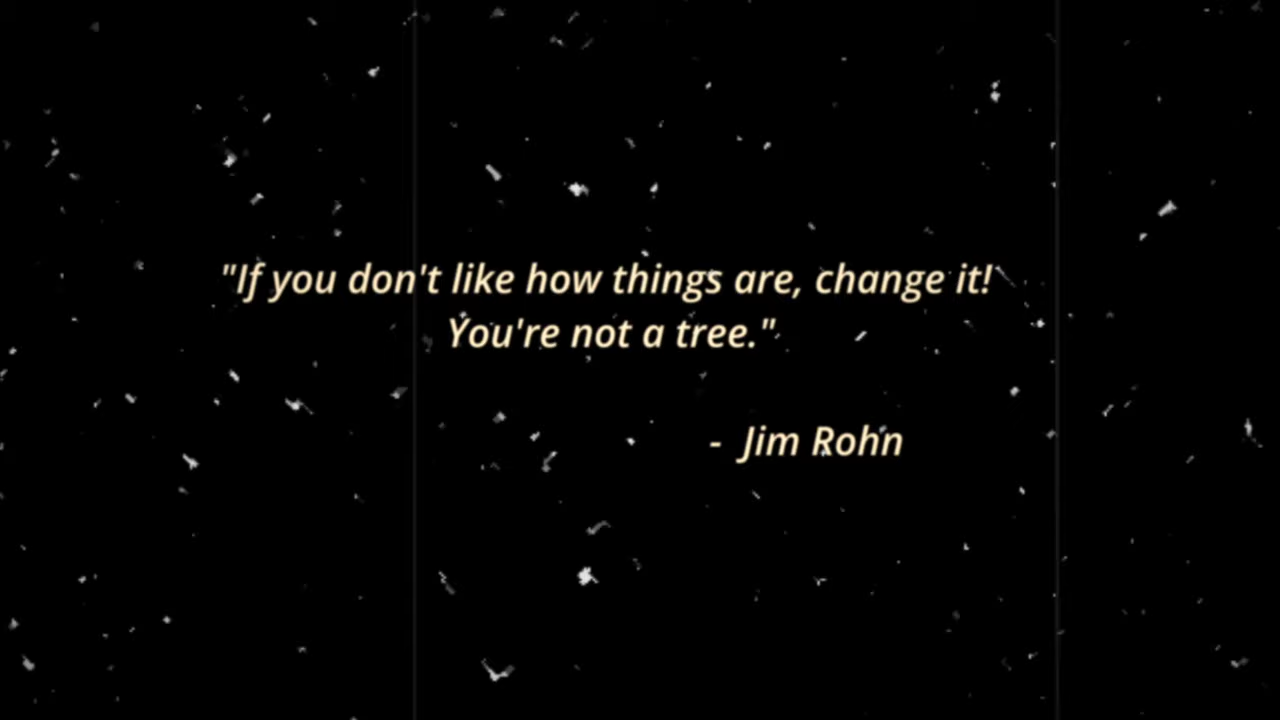 "If you don't like how things are, change it!
You're not a tree."
- Jim Rohn